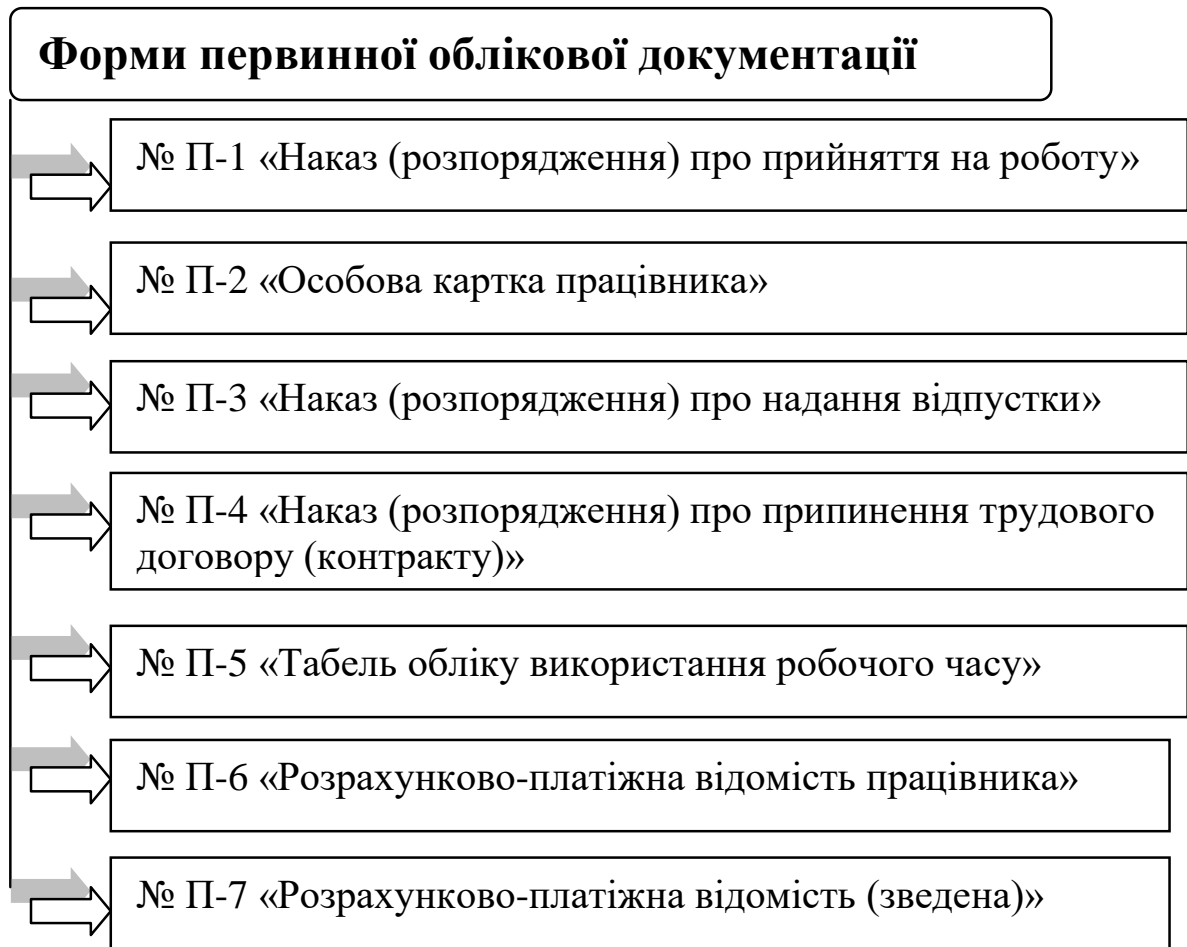 Форми первинної облікової документації
№ П-1 «Наказ (розпорядження) про прийняття на роботу»
№ П-2 «Особова картка працівника»
№ П-3 «Наказ (розпорядження) про надання відпустки»
№ П-4 «Наказ (розпорядження) про припинення трудового
договору (контракту)»
№ П-5 «Табель обліку використання робочого часу»
№ П-6 «Розрахунково-платіжна відомість працівника»
№ П-7 «Розрахунково-платіжна відомість (зведена)»